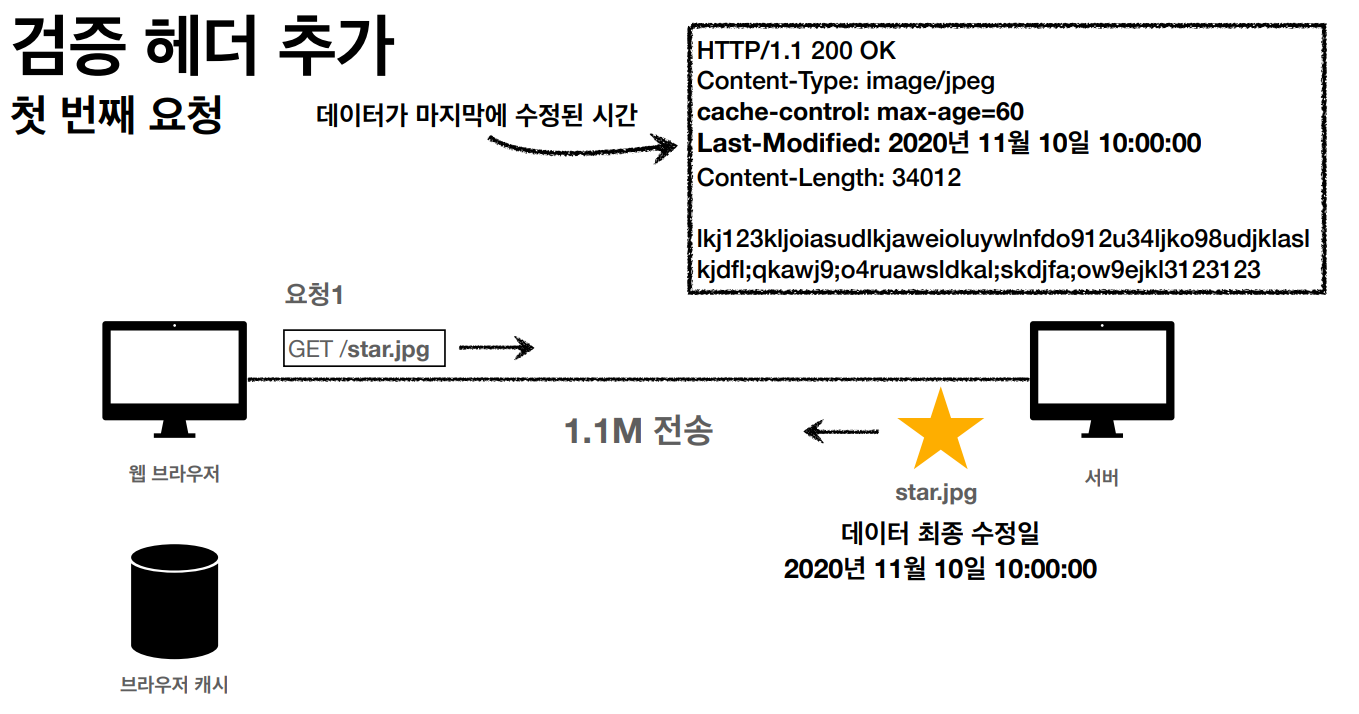 검증 헤더 추가
첫 번째 요청
데이터가 마지막에 수정된 시간
HTTP/1.1 200 OK
Content-Type: image/jpeg
cache-control: max-age=60
Last-Modified: 2020년 11월 10일 10:00:00
Content-Length: 34012
lkj123kljoiasudlkjaweioluywlnfdo912u34ljko98udjklasl
kjdfl;qkawj9;o4ruawsldkal;skdjfa;ow9ejkl3123123
요청1
GET /star.jpg
1.1M 전송
웹 브라우저
star.jpg
서버
데이터 최종 수정일
2020년 11월 10일 10:00:00
브라우저 캐시